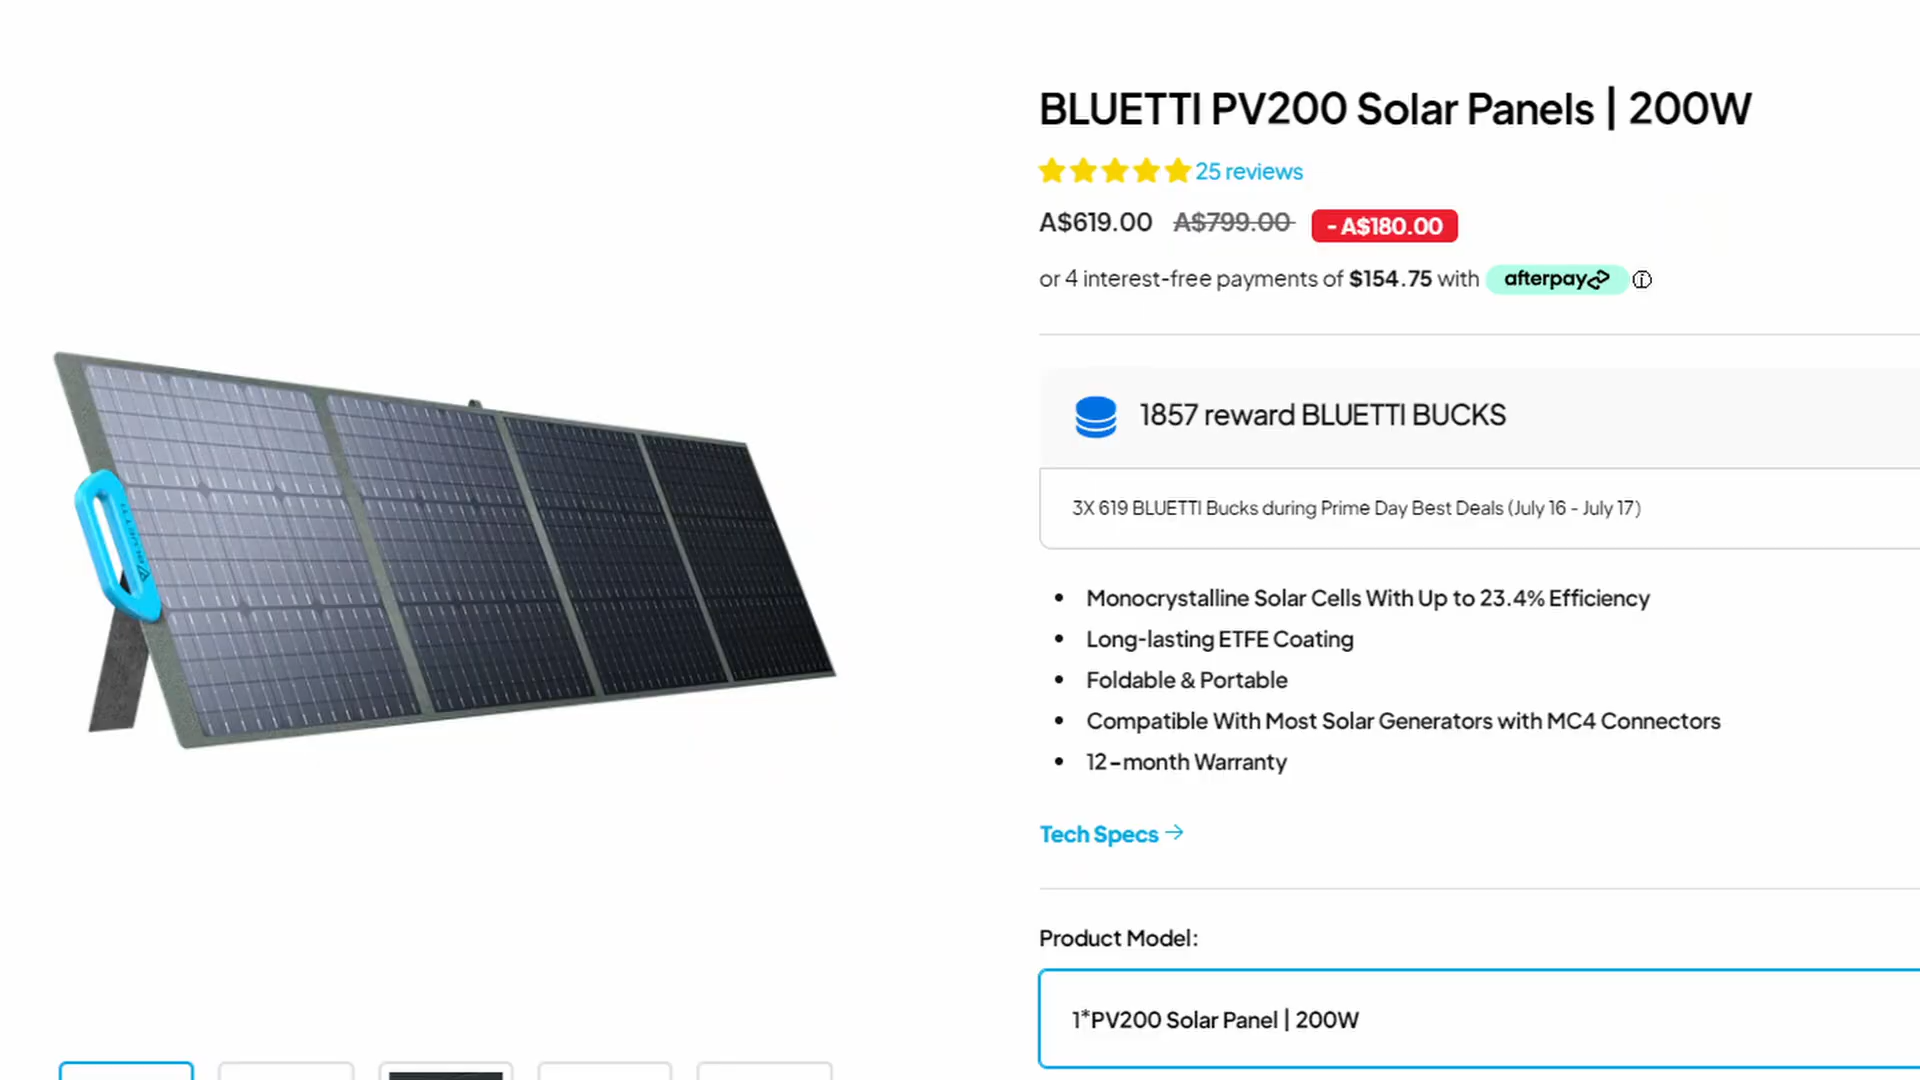 BLUETTI PV200 Solar Panels | 200W
25 reviews
A$619.00 A$799.00 - A$180.00
or 4 interest-free payments of $154.75 with afterpay
1857 reward BLUETTI BUCKS
3X 619 BLUETTI Bucks during Prime Day Best Deals (July 16 - July 17)
• Monocrystalline Solar Cells With Up to 23.4% Efficiency
• Long-lasting ETFE Coating
• Foldable & Portable
• Compatible With Most Solar Generators with MC4 Connectors
• 12-month Warranty
Tech Specs →
Product Model:
1*PV200 Solar Panel | 200W
BLUETTI